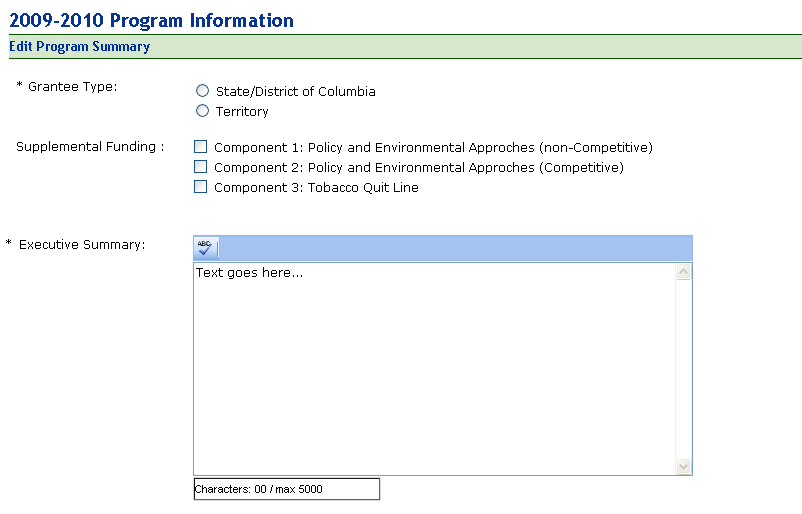 2009-2010 Program Information
Edit Program Summary
* Grantee Type:
State/District of Columbia
Territory
Supplemental Funding :
Component 1: Policy and Environmental Approches (non-Competitive)
Component 2: Policy and Environmental Approches (Competitive)
Component 3: Tobacco Quit Line
* Executive Summary:
ABC
Text goes here...
Characters: 00 / max 5000